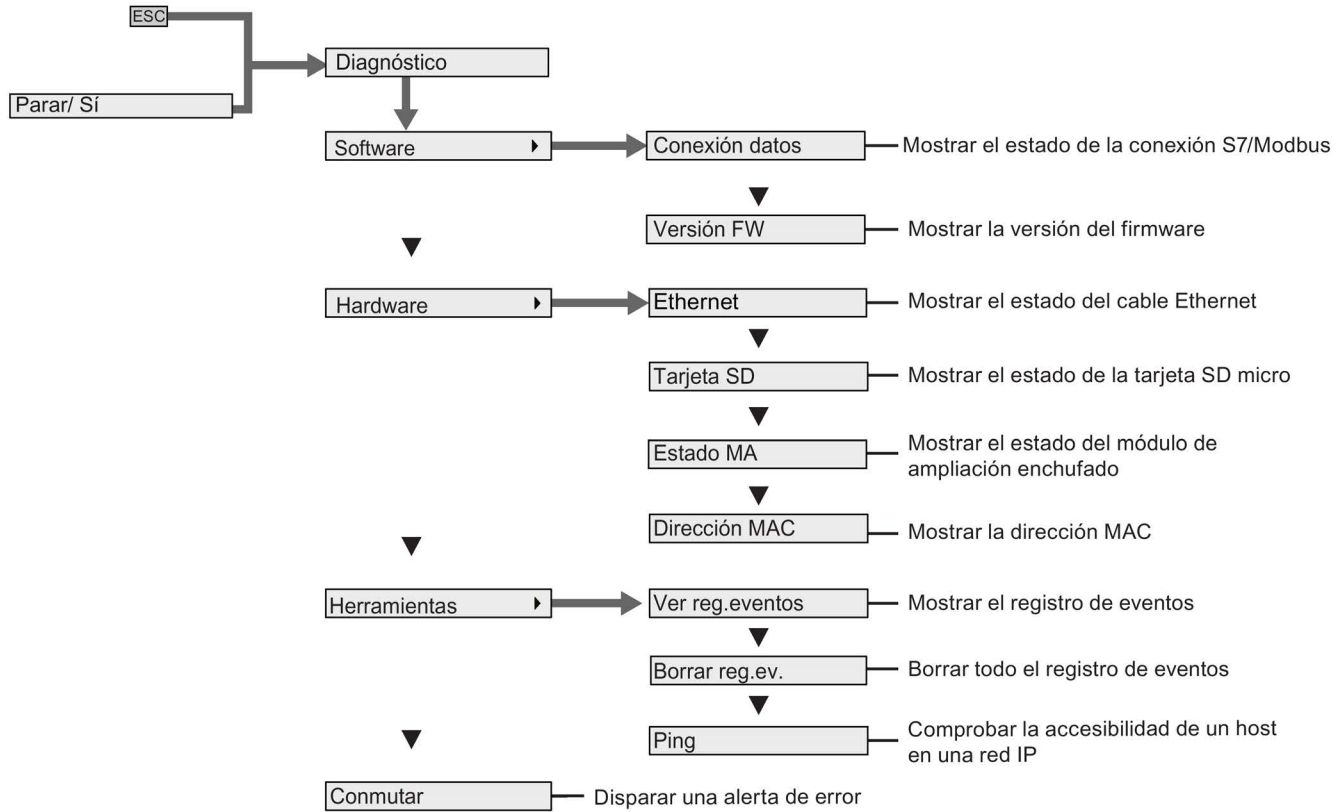 ESC
Diagnóstico
Parar/ Sí
Software
Conexión datos
Mostrar el estado de la conexión S7/Modbus
Versión FW
Mostrar la versión del firmware
Hardware
Ethernet
Mostrar el estado del cable Ethernet
Tarjeta SD
Mostrar el estado de la tarjeta SD micro
Estado MA
Mostrar el estado del módulo de
ampliación enchufado
Dirección MAC
Mostrar la dirección MAC
Herramientas
Ver reg.eventos
Mostrar el registro de eventos
Borrar reg.ev.
Borrar todo el registro de eventos
Ping
Comprobar la accesibilidad de un host
en una red IP
Conmutar
Disparar una alerta de error